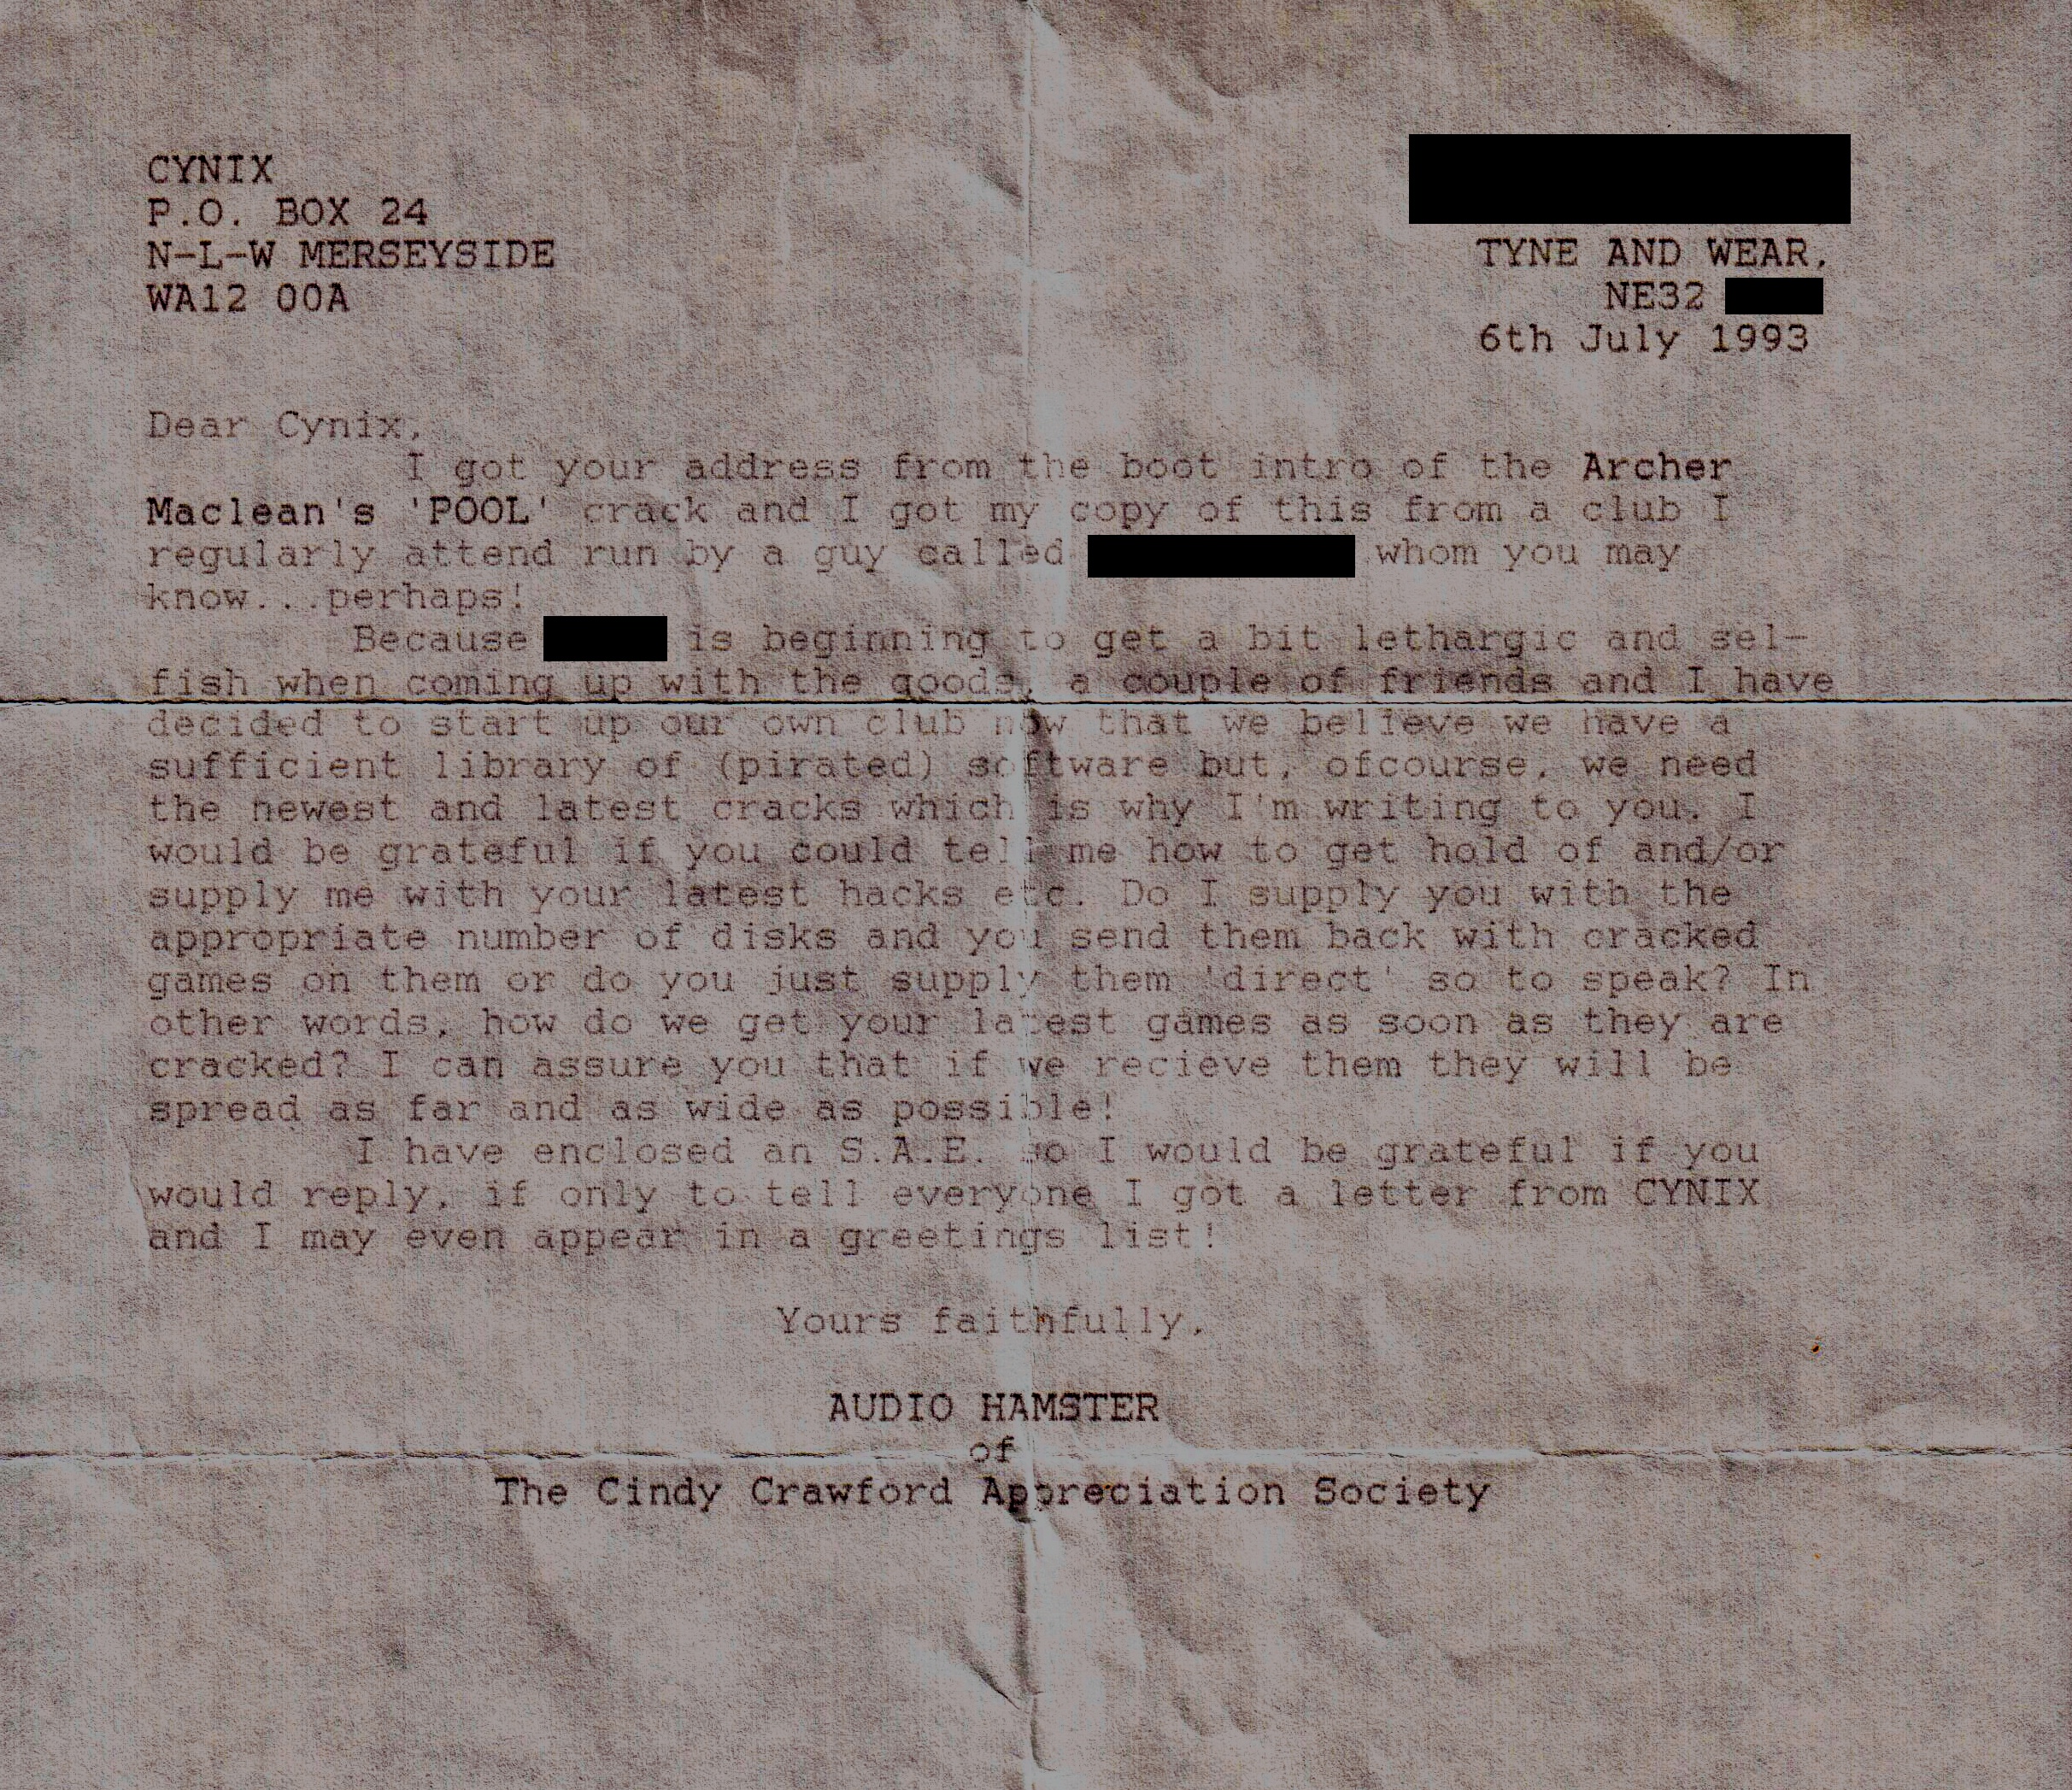 CYNIX
P.O. BOX 24
N-L-W MERSEYSIDE
WA12 00A
TYNE AND WEAR,
NE32
6th July 1993
Dear Cynix,
I got your address from the boot intro of the Archer
Maclean's 'POOL' crack and I got my copy of this from a club I
regularly attend run by a guy called whom you may
know...perhaps!
Because is beginning to get a bit lethargic and sel-
fish when coming up with the goods, a couple of friends and I have
decided to start up our own club now that we believe we have a
sufficient library of (pirated) software but, ofcourse, we need
the newest and latest cracks which is why I'm writing to you. I
would be grateful if you could tell me how to get hold of and/or
supply me with your latest hacks etc. Do I supply you with the
appropriate number of disks and you send them back with cracked
games on them or do you just supply them 'direct' so to speak? In
other words, how do we get your latest games as soon as they are
cracked? I can assure you that if we recieve them they will be
spread as far and as wide as possible!
I have enclosed an S.A.E. so I would be grateful if you
would reply, if only to tell everyone I got a letter from CYNIX
and I may even appear in a greetings list!
Yours faithfully,
AUDIO HAMSTER
of
The Cindy Crawford Appreciation Society